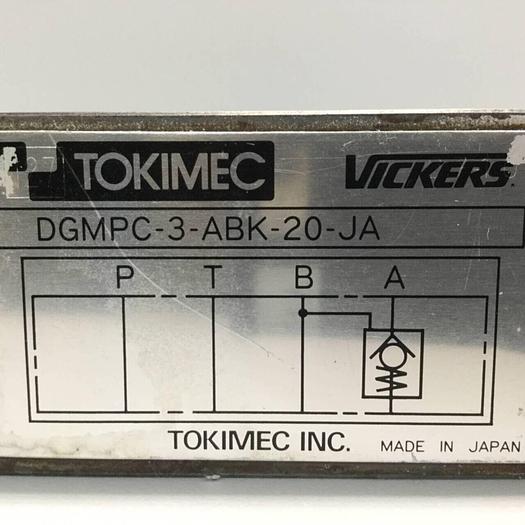 TOKIMEC VICKERS
DGMPC-3-ABK-20-JA
P T B A
TOKIMEC INC. MADE IN JAPAN